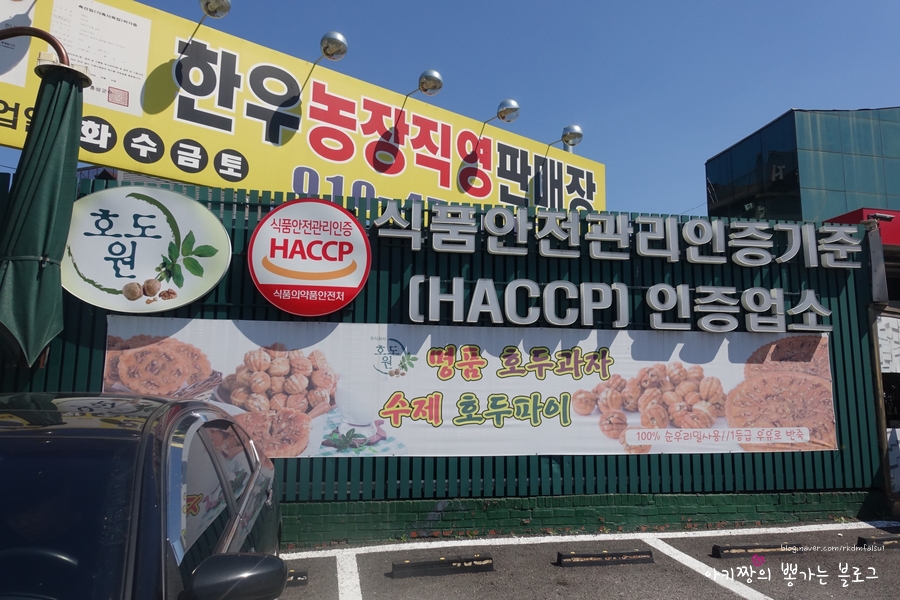 한우농장직영판매장
화 수 금 토
호도원
식품안전관리인증
HACCP
식품의약품안전처
식품안전관리인증기준
(HACCP) 인증업소
호도원
명품 호두과자
수제 호두파이
100% 순우리밀사용//1등급 우유로 반죽
blog.naver.com/rkdmfalsu1
아키짱의 뽕가는 블로그